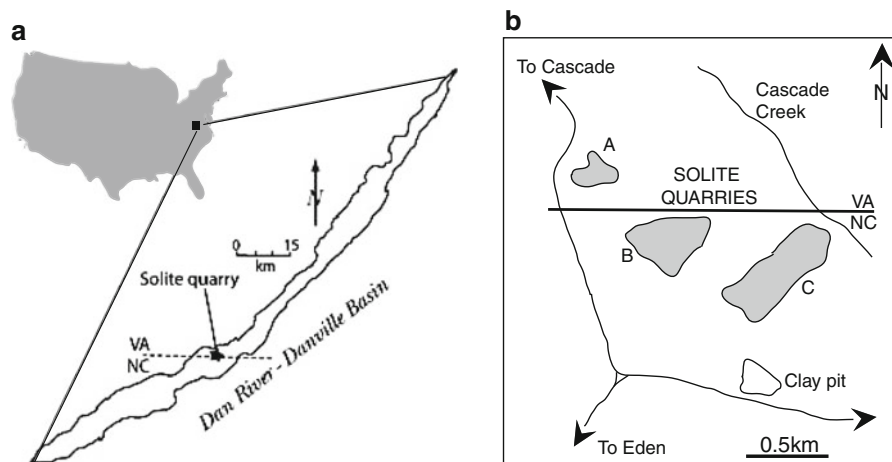 a
N
0 15
km
Solite quarry
VA
NC
Dan River - Danville Basin
b
To Cascade
Cascade
Creek
N
A
SOLITE
QUARRIES
VA
NC
B
C
Clay pit
To Eden
0.5km